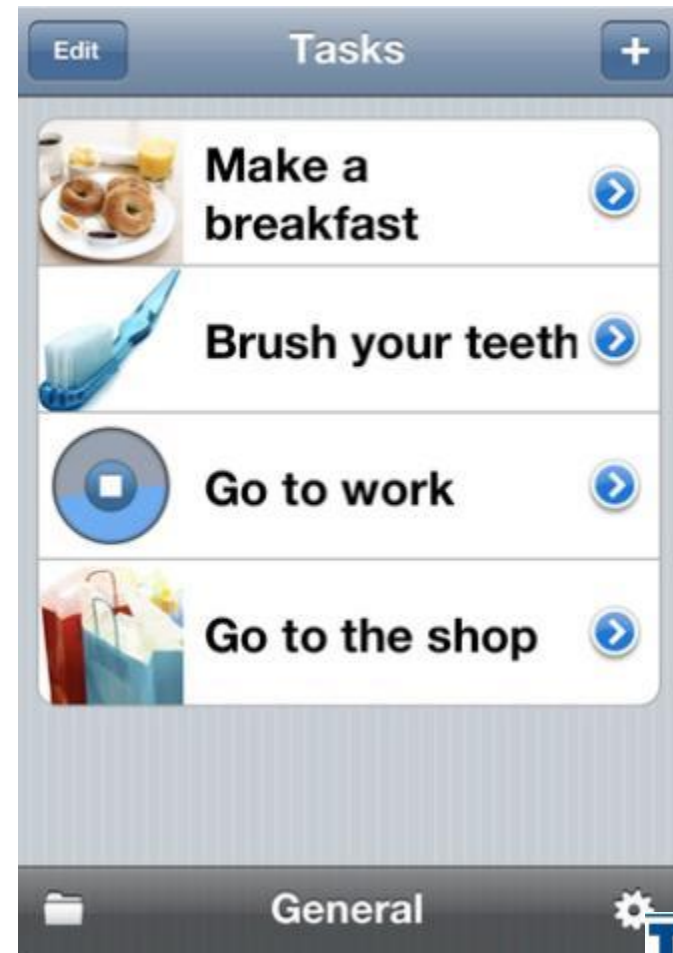 Edit
Tasks
+
Make a
breakfast
Brush your teeth
Go to work
Go to the shop
General